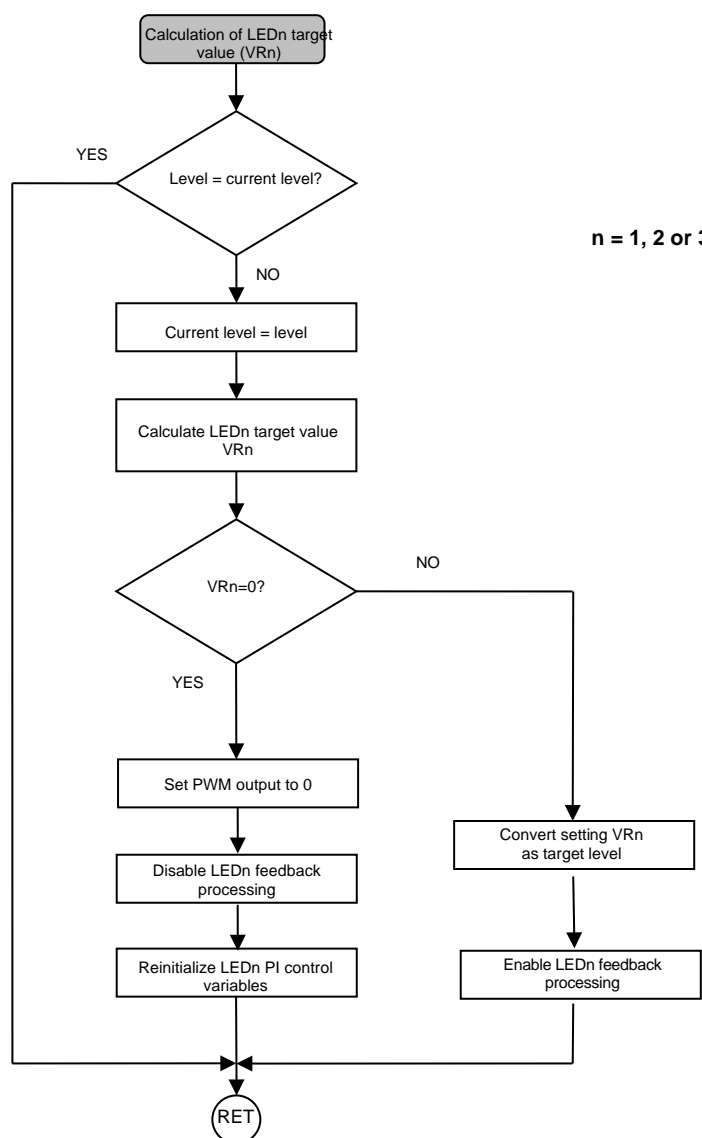 Calculation of LEDn target
value (VRn)
YES
Level = current level?
n = 1, 2 or 3
NO
Current level = level
Calculate LEDn target value
VRn
NO
VRn=0?
YES
Set PWM output to 0
Convert setting VRn
as target level
Disable LEDn feedback
processing
Reinitialize LEDn PI control
variables
Enable LEDn feedback
processing
RET